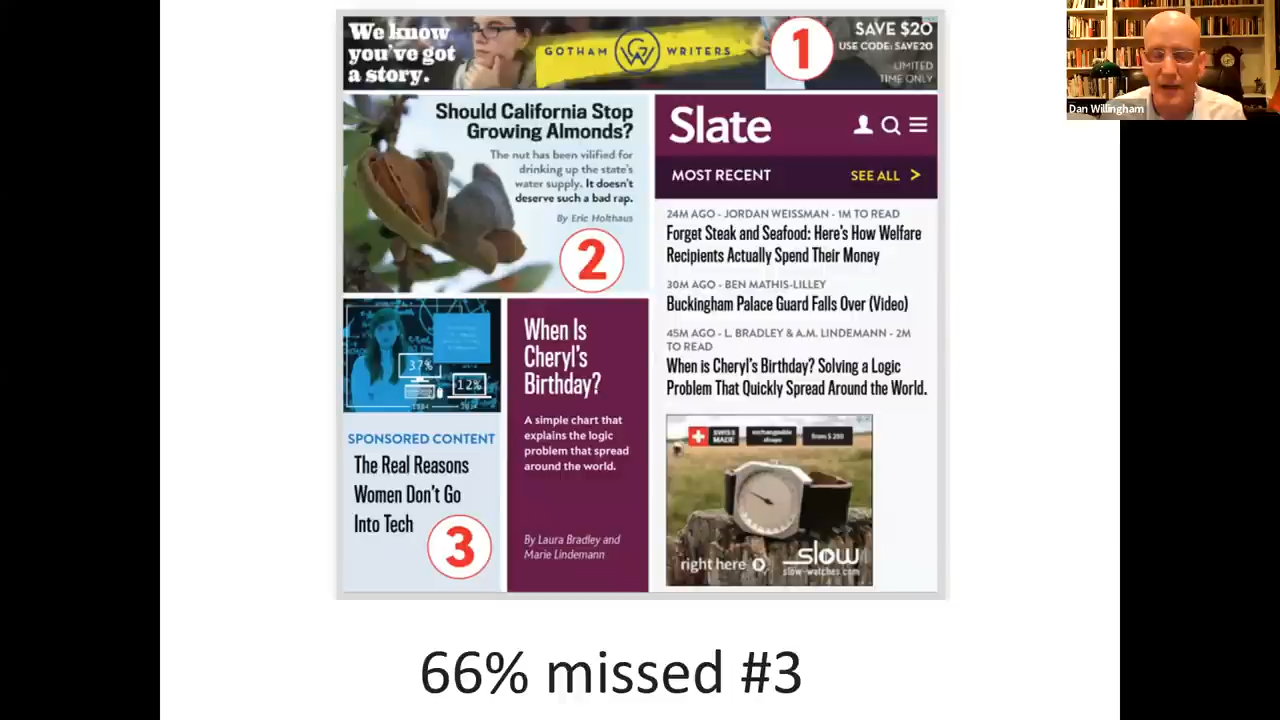 We know
you've got
a story.
GOTHAM GW WRITERS
1
SAVE $20
USE CODE: SAVE20
LIMITED
TIME ONLY
Should California Stop
Growing Almonds?
The nut has been vilified for
drinking up the state's
water supply. It doesn't
deserve such a bad rap.
By Eric Holthaus
2
37%
12%
SPONSORED CONTENT
The Real Reasons
Women Don't Go
Into Tech
3
When Is
Cheryl's
Birthday?
A simple chart that
explains the logic
problem that spread
around the world.
By Laura Bradley and
Marie Lindemann
Slate
MOST RECENT SEE ALL >
24M AGO - JORDAN WEISSMAN - 1M TO READ
Forget Steak and Seafood: Here's How Welfare
Recipients Actually Spend Their Money
30M AGO - BEN MATHIS-LILLEY
Buckingham Palace Guard Falls Over (Video)
45M AGO - L. BRADLEY & A.M. LINDEMANN - 2M
TO READ
When is Cheryl's Birthday? Solving a Logic
Problem That Quickly Spread Around the World.
SWISS
MADE
exchangeable
straps
from $ 280
right here
slow
slow-watches.com
66% missed #3
Dan Willingham